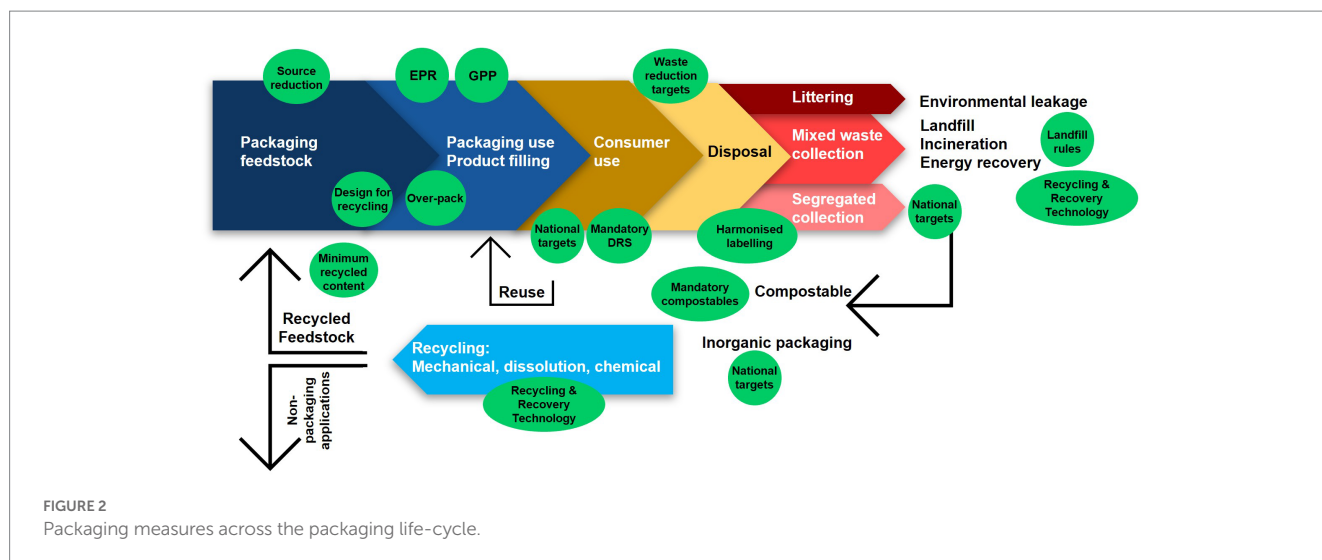 Source
reduction
EPR
GPP
Waste
reduction
targets
Packaging
feedstock
Packaging use
Product filling
Consumer
use
Disposal
Littering
Mixed waste
collection
Segregated
collection
Environmental leakage
Landfill
Incineration
Energy recovery
Landfill
rules
Recycling &
Recovery
Technology
Design for
recycling
Over-pack
National
targets
Mandatory
DRS
Harmonised
labelling
National
targets
Minimum
recycled
content
Reuse
Mandatory
compostables
Compostable
Recycled
Feedstock
Recycling:
Mechanical, dissolution, chemical
Recycling &
Recovery
Technology
Inorganic packaging
National
targets
Non-
packaging
applications
FIGURE 2
Packaging measures across the packaging life-cycle.